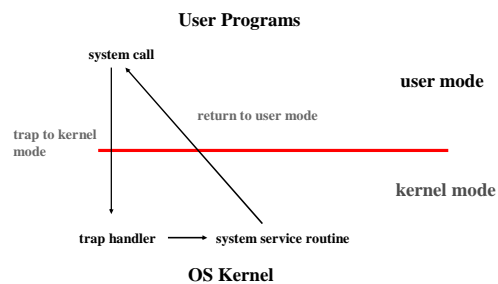 User Programs
system call
user mode
return to user mode
trap to kernel
mode
kernel mode
trap handler
system service routine
OS Kernel